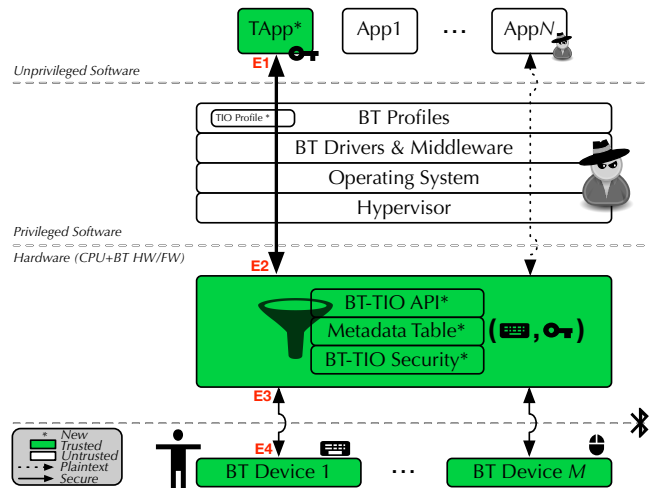 TApp*
App1
...
AppN
E1
Unprivileged Software
TIO Profile *
BT Profiles
BT Drivers & Middleware
Operating System
Hypervisor
Privileged Software
Hardware (CPU+BT HW/FW)
E2
BT-TIO API*
Metadata Table*
( , )
BT-TIO Security*
E3
* New
Trusted
Untrusted
Plaintext
Secure
E4
BT Device 1
...
BT Device M